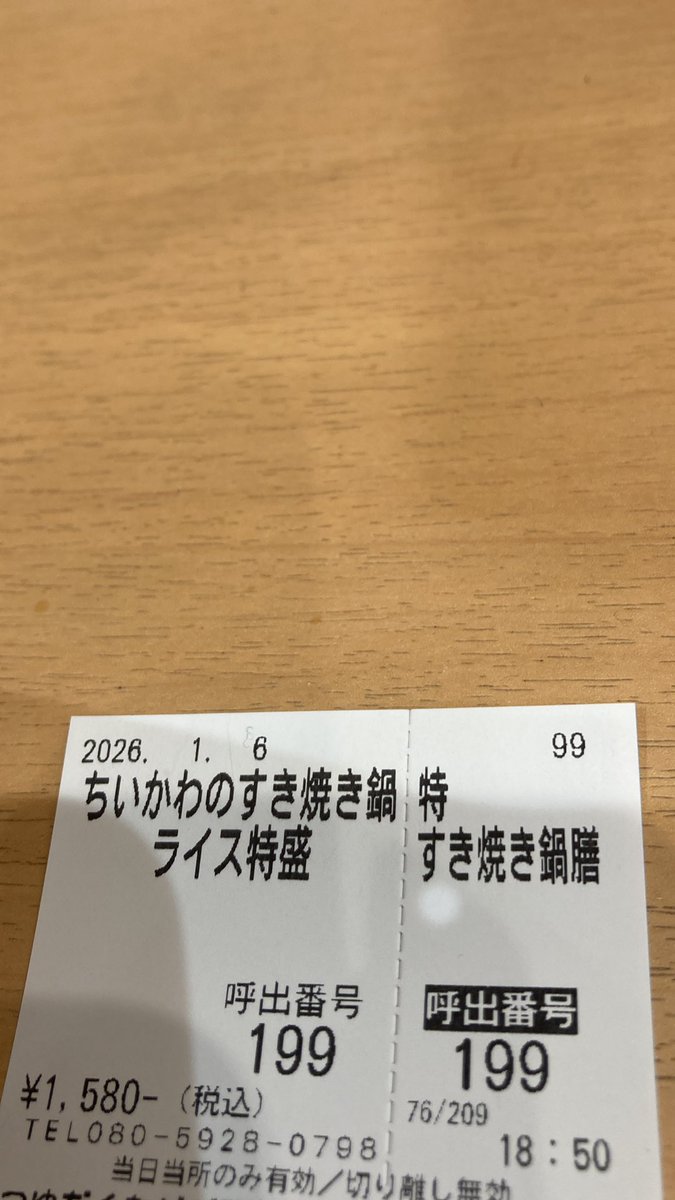 2026. 1. 6
ちいかわのすき焼き鍋
ライス特盛
呼出番号
199
¥1,580-(税込)
TEL080-5928-0798
当日当所のみ有効/切り離し無効
99
特
すき焼き鍋膳
呼出番号
199
76/209
18:50